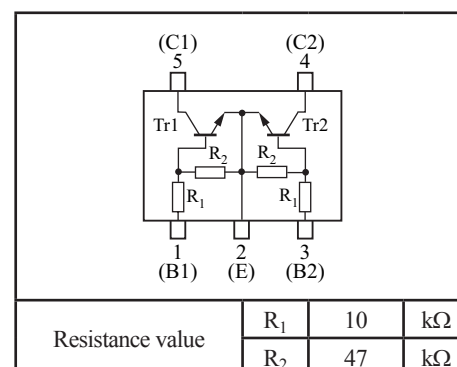 (C1) (C2)
5 4
Tr1 Tr2
R2 R2
R1 R1
1 2 3
(B1) (E) (B2)
Resistance value
R1 10 kΩ
R2 47 kΩ